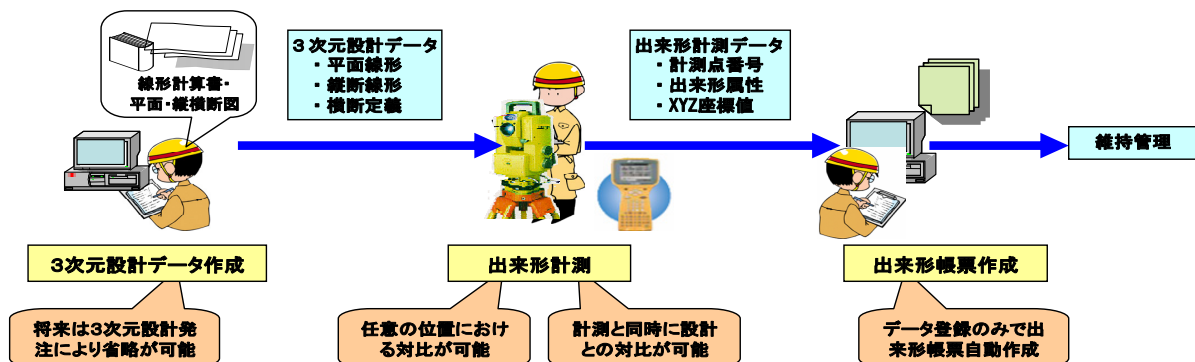 線形計算書・
平面・縦横断図
３次元設計データ
・ 平面線形
・ 縦断線形
・ 横断定義
出来形計測データ
・ 計測点番号
・ 出来形属性
・ XYZ座標値
維持管理
３次元設計データ作成
出来形計測
出来形帳票作成
将来は３次元設計発
注により省略が可能
任意の位置におけ
る対比が可能
計測と同時に設計
との対比が可能
データ登録のみで出
来形帳票自動作成